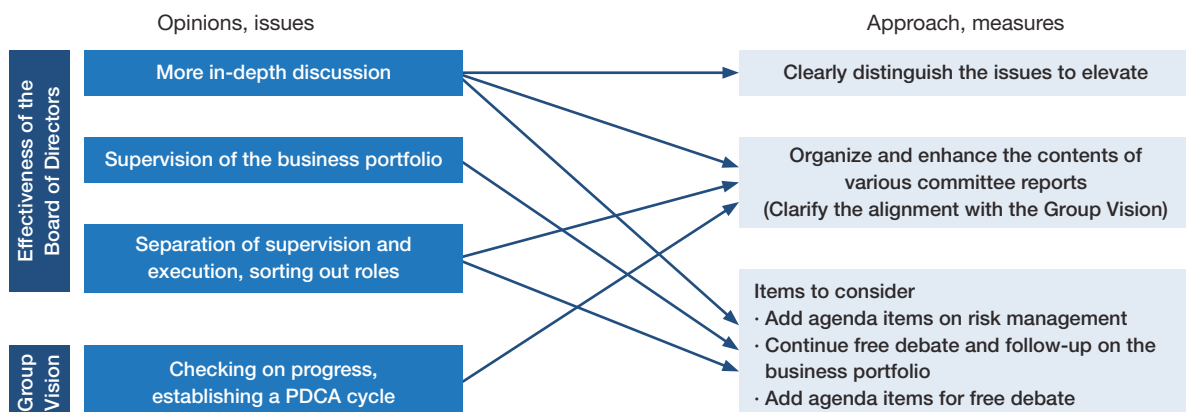 Opinions, issues
Approach, measures
Effectiveness of the
Board of Directors
More in-depth discussion
Supervision of the business portfolio
Separation of supervision and
execution, sorting out roles
Group
Vision
Checking on progress,
establishing a PDCA cycle
Clearly distinguish the issues to elevate
Organize and enhance the contents of
various committee reports
(Clarify the alignment with the Group Vision)
Items to consider
· Add agenda items on risk management
· Continue free debate and follow-up on the
business portfolio
· Add agenda items for free debate